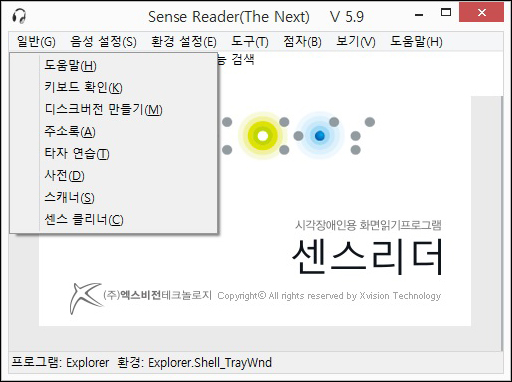 Sense Reader(The Next) V 5.9
일반(G) 음성 설정(S) 환경 설정(E) 도구(T) 점자(B) 보기(V) 도움말(H)
검색
도움말(H)
키보드 확인(K)
디스크버전 만들기(M)
주소록(A)
타자 연습(T)
사전(D)
스캐너(S)
센스 클리너(C)
시각장애인용 화면읽기프로그램
센스리더
(주)엑스비전테크놀로지 Copyright© All rights reserved by Xvision Technology
프로그램: Explorer 환경: Explorer.Shell_TrayWnd